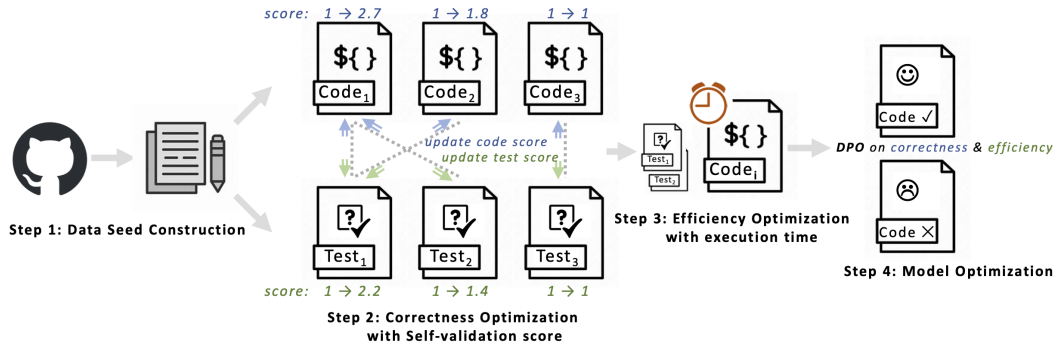 score: 1 → 2.7 1 → 1.8 1 → 1
${ } ${ } ${ }
Code1 Code2 Code3
update code score
update test score
? ? ?
Test1 Test2 Test3
score: 1 → 2.2 1 → 1.4 1 → 1
Step 1: Data Seed Construction
Step 2: Correctness Optimization
with Self-validation score
?
Test1
Test2
${ }
Codei
Step 3: Efficiency Optimization
with execution time
Code ✓
DPO on correctness & efficiency
Code ×
Step 4: Model Optimization